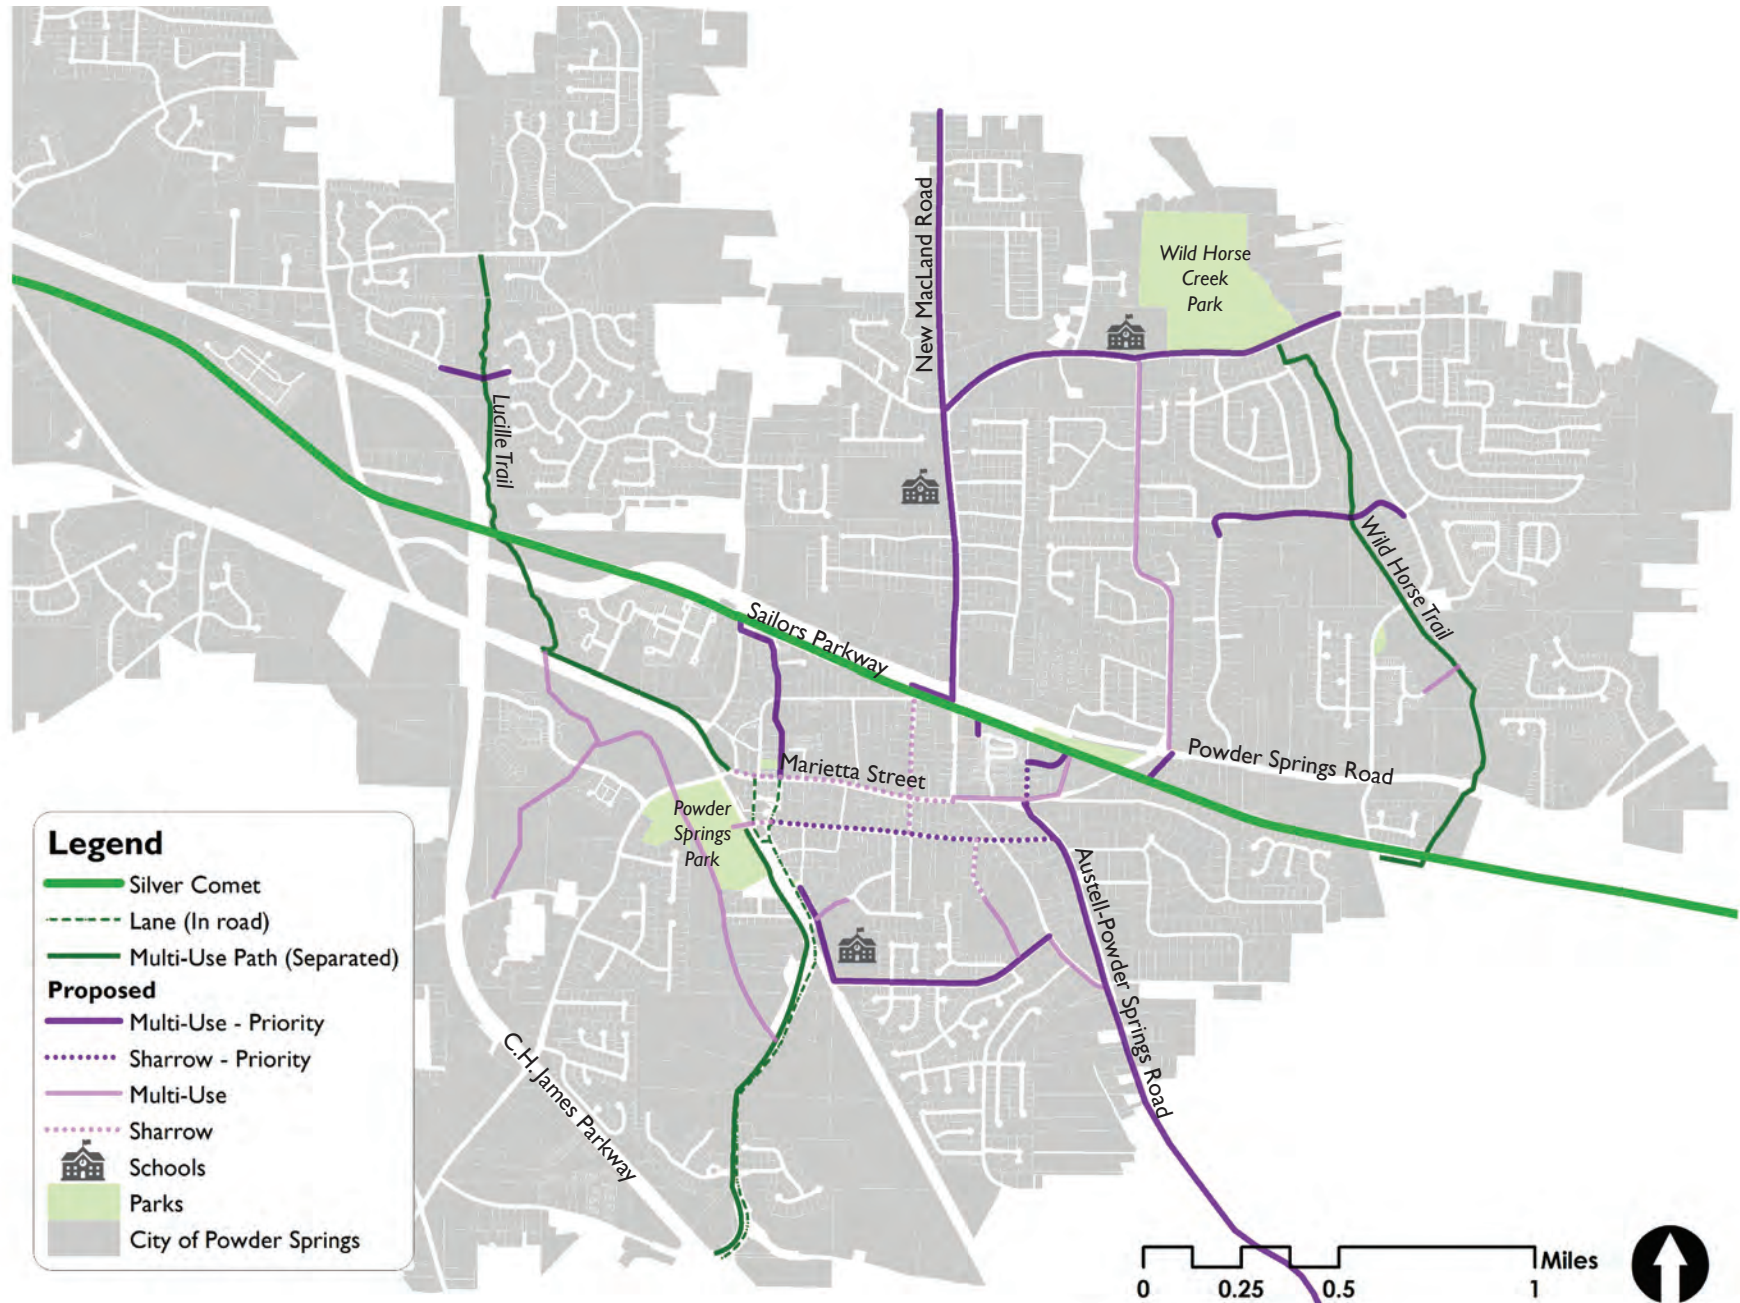 New MacLand Road
Wild Horse
Creek
Park
Lucille Trail
Wild Horse Trail
Sailors Parkway
Powder Springs Road
Marietta Street
Powder
Springs
Park
Austell-Powder Springs Road
C.H. James Parkway
Legend
Silver Comet
Lane (In road)
Multi-Use Path (Separated)
Proposed
Multi-Use - Priority
Sharrow - Priority
Multi-Use
Sharrow
Schools
Parks
City of Powder Springs
Miles
0 0.25 0.5 1